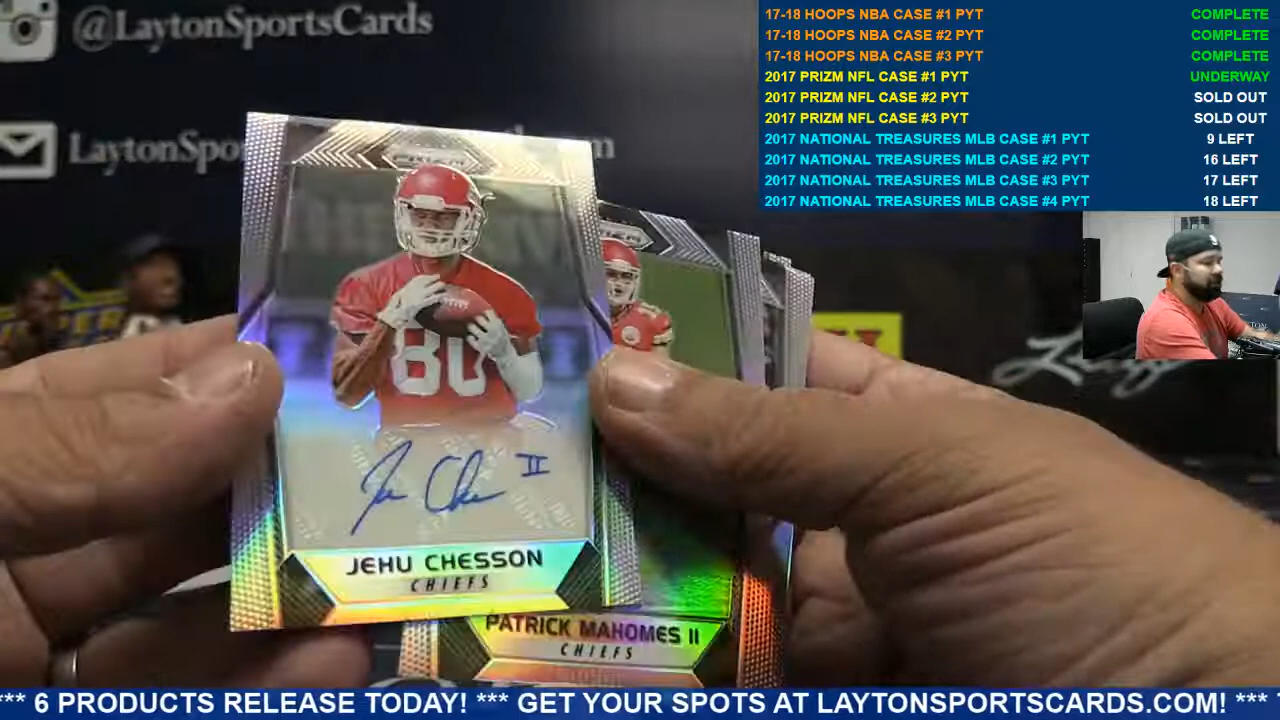 @LaytonSportsCards
LaytonSpo
om
17-18 HOOPS NBA CASE #1 PYT COMPLETE
17-18 HOOPS NBA CASE #2 PYT COMPLETE
17-18 HOOPS NBA CASE #3 PYT COMPLETE
2017 PRIZM NFL CASE #1 PYT UNDERWAY
2017 PRIZM NFL CASE #2 PYT SOLD OUT
2017 PRIZM NFL CASE #3 PYT SOLD OUT
2017 NATIONAL TREASURES MLB CASE #1 PYT 9 LEFT
2017 NATIONAL TREASURES MLB CASE #2 PYT 16 LEFT
2017 NATIONAL TREASURES MLB CASE #3 PYT 17 LEFT
2017 NATIONAL TREASURES MLB CASE #4 PYT 18 LEFT
80
II
JEHU CHESSON
CHIEFS
PATRICK MAHOMES II
CHIEFS
*** 6 PRODUCTS RELEASE TODAY! *** GET YOUR SPOTS AT LAYTONSPORTSCARDS.COM! ***